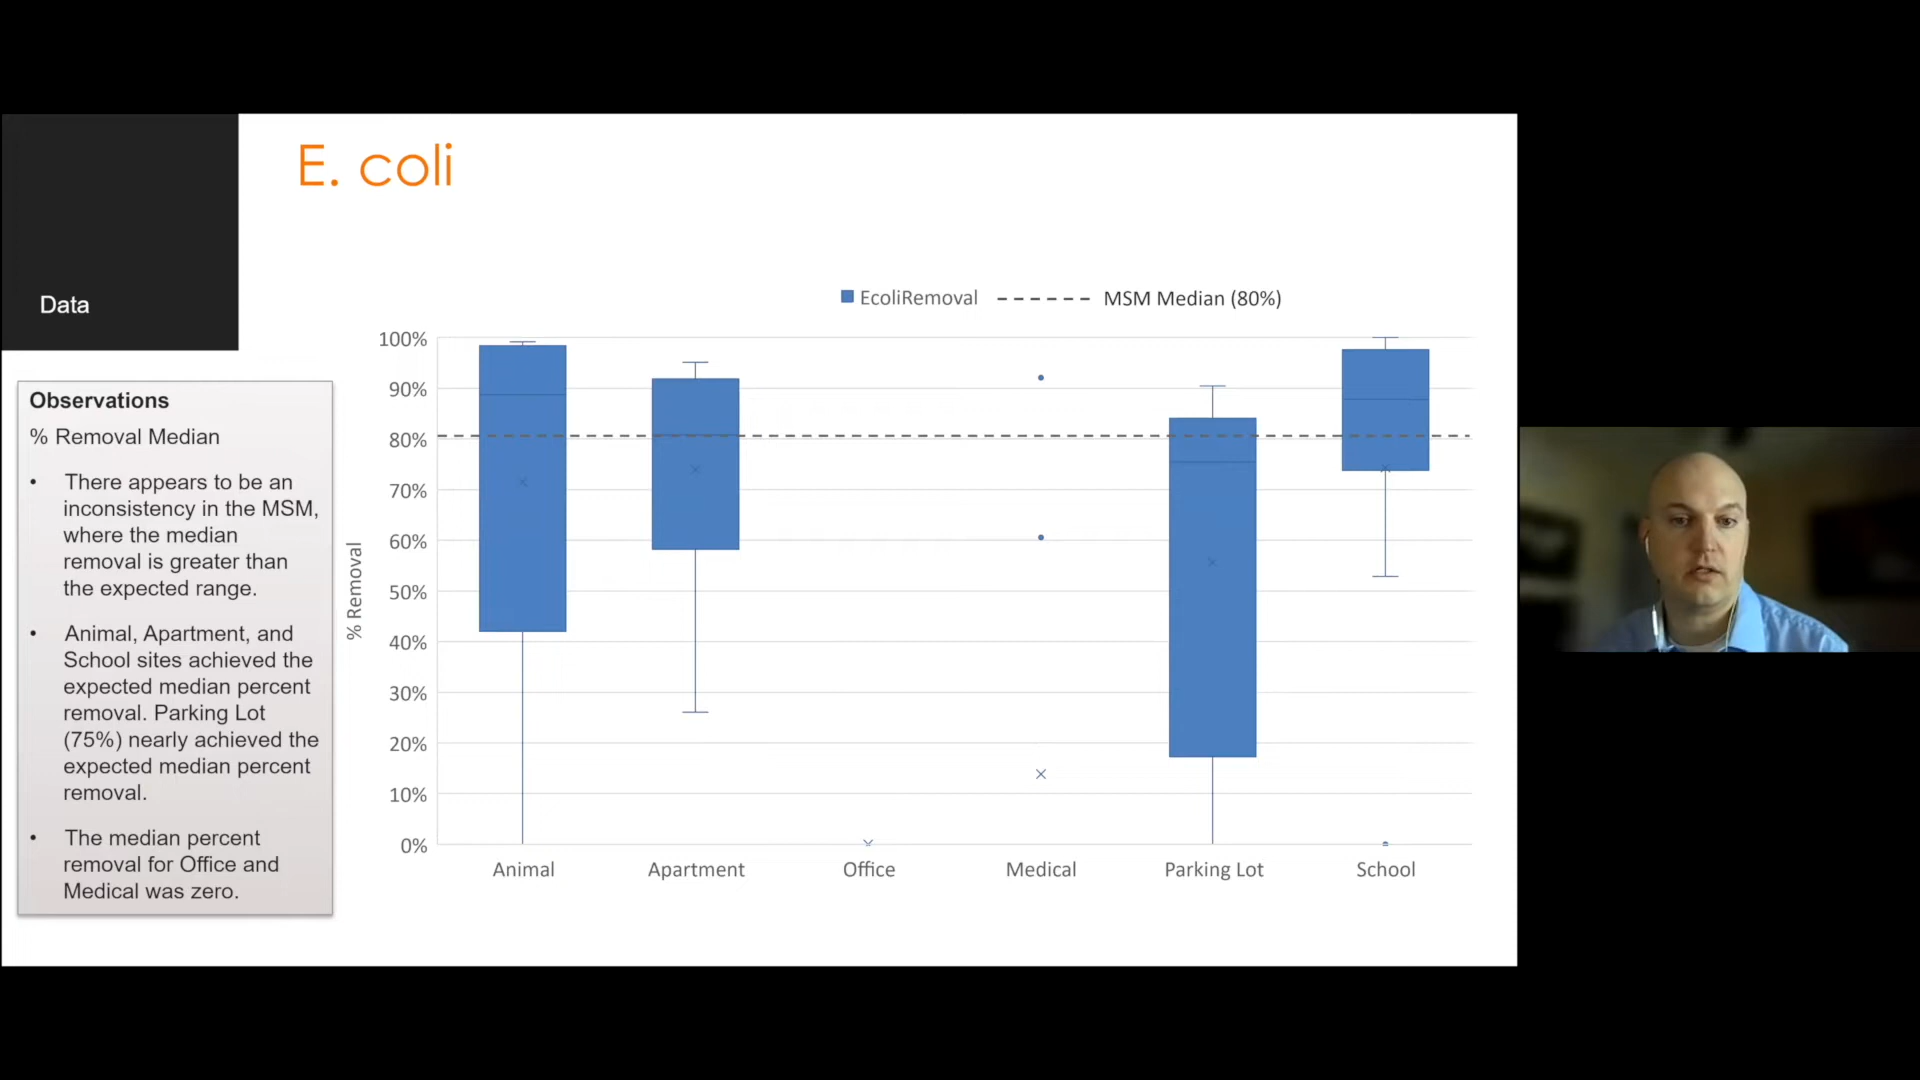 E. coli
Data
Observations
% Removal Median
• There appears to be an
inconsistency in the MSM,
where the median
removal is greater than
the expected range.
• Animal, Apartment, and
School sites achieved the
expected median percent
removal. Parking Lot
(75%) nearly achieved the
expected median percent
removal.
• The median percent
removal for Office and
Medical was zero.
EcoliRemoval MSM Median (80%)
% Removal
100%
90%
80%
70%
60%
50%
40%
30%
20%
10%
0%
Animal Apartment Office Medical Parking Lot School